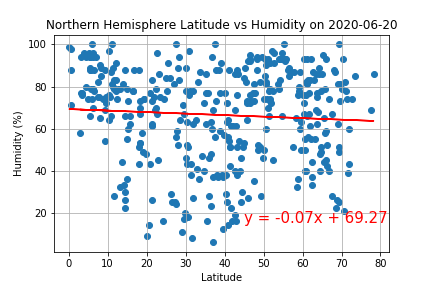 Northern Hemisphere Latitude vs Humidity on 2020-06-20
100
80
60
40
20
Humidity (%)
y = -0.07x + 69.27
0 10 20 30 40 50 60 70 80
Latitude